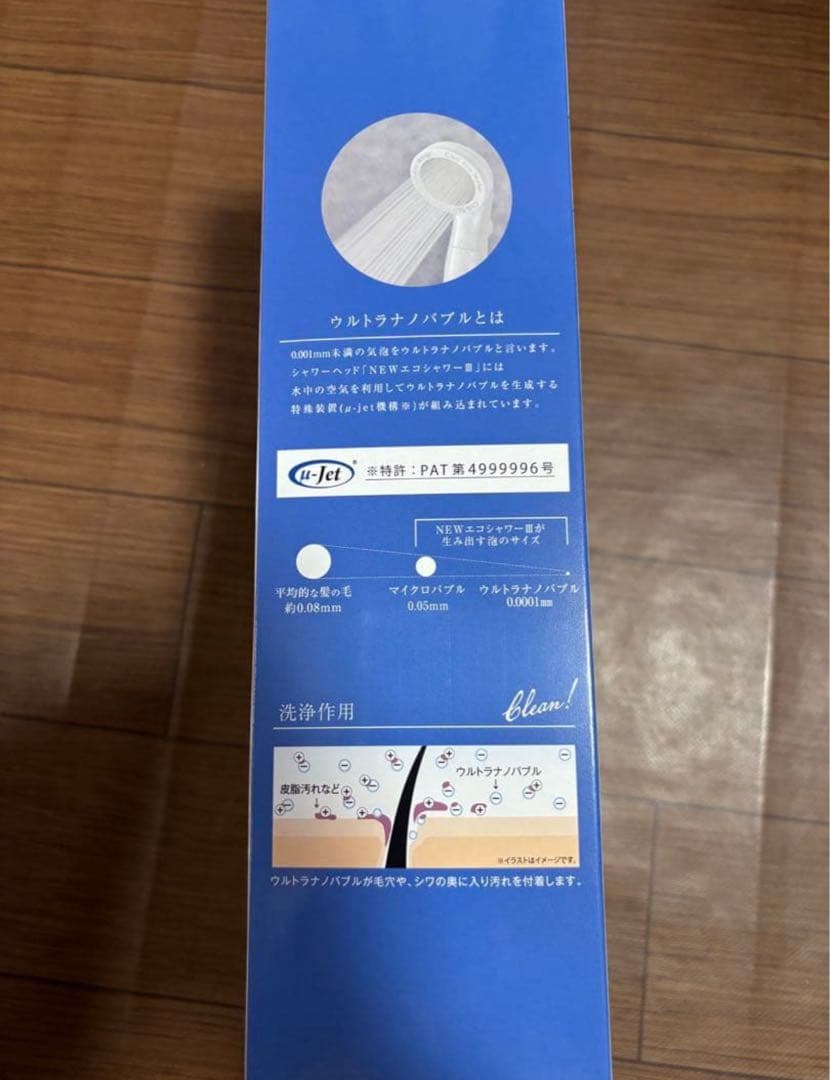 ウルトラナノバブルとは
0.001mm未満の気泡をウルトラナノバブルと言います。
シャワーヘッド「NEWエコシャワーⅢ」には
水中の空気を利用してウルトラナノバブルを生成する
特殊装置(μ-jet機構※)が組み込まれています。
μ-Jet® ※特許：PAT第4999996号
NEWエコシャワーⅢが
生み出す泡のサイズ
平均的な髪の毛
約0.08mm
マイクロバブル
0.05mm
ウルトラナノバブル
0.0001mm
洗浄作用 Clean!
皮脂汚れなど
ウルトラナノバブル
※イラストはイメージです。
ウルトラナノバブルが毛穴や、シワの奥に入り汚れを付着します。